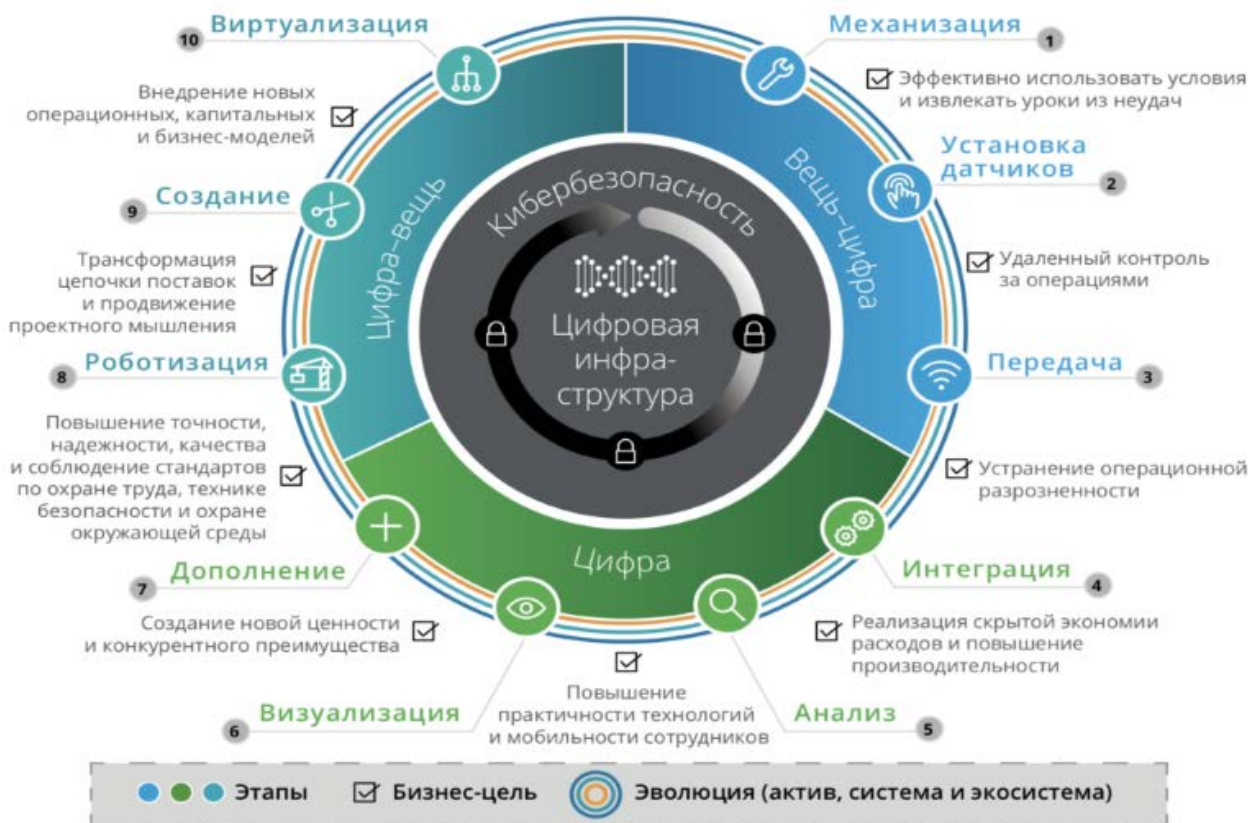 Механизация
1
Эффективно использовать условия
и извлекать уроки из неудач
Установка
датчиков
2
Удаленный контроль
за операциями
Передача
3
Устранение операционной
разрозненности
Интеграция
4
Реализация скрытой экономии
расходов и повышение
производительности
Анализ
5
Повышение
практичности технологий
и мобильности сотрудников
Визуализация
6
Создание новой ценности
и конкурентного преимущества
Дополнение
7
Повышение точности,
надежности, качества
и соблюдение стандартов
по охране труда, технике
безопасности и охране
окружающей среды
Роботизация
8
Трансформация
цепочки поставок
и продвижение
проектного мышления
Создание
9
Внедрение новых
операционных, капитальных
и бизнес-моделей
Виртуализация
10
Вещь–цифра
Цифра
Цифра–вещь
Кибербезопасность
Цифровая
инфра-
структура
Этапы
Бизнес-цель
Эволюция (актив, система и экосистема)